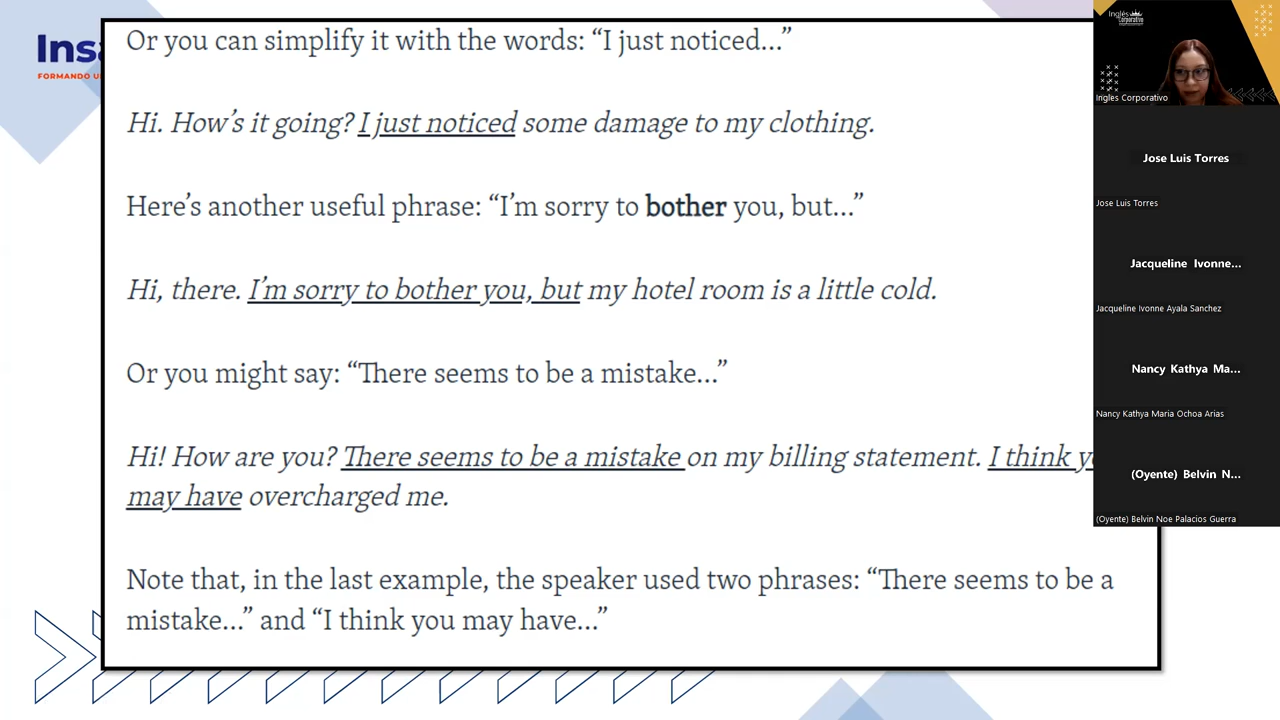 Or you can simplify it with the words: “I just noticed...”
Insa
FORMANDO U
Hi. How’s it going? I just noticed some damage to my clothing.
Here’s another useful phrase: “I’m sorry to bother you, but...”
Hi, there. I’m sorry to bother you, but my hotel room is a little cold.
Or you might say: “There seems to be a mistake...”
Hi! How are you? There seems to be a mistake on my billing statement. I think y
may have overcharged me.
Note that, in the last example, the speaker used two phrases: “There seems to be a
mistake...” and “I think you may have...”
Inglés
Corporativo
Ingles Corporativo
Jose Luis Torres
Jose Luis Torres
Jacqueline Ivonne...
Jacqueline Ivonne Ayala Sanchez
Nancy Kathya Ma...
Nancy Kathya Maria Ochoa Arias
(Oyente) Belvin N...
(Oyente) Belvin Noe Palacios Guerra